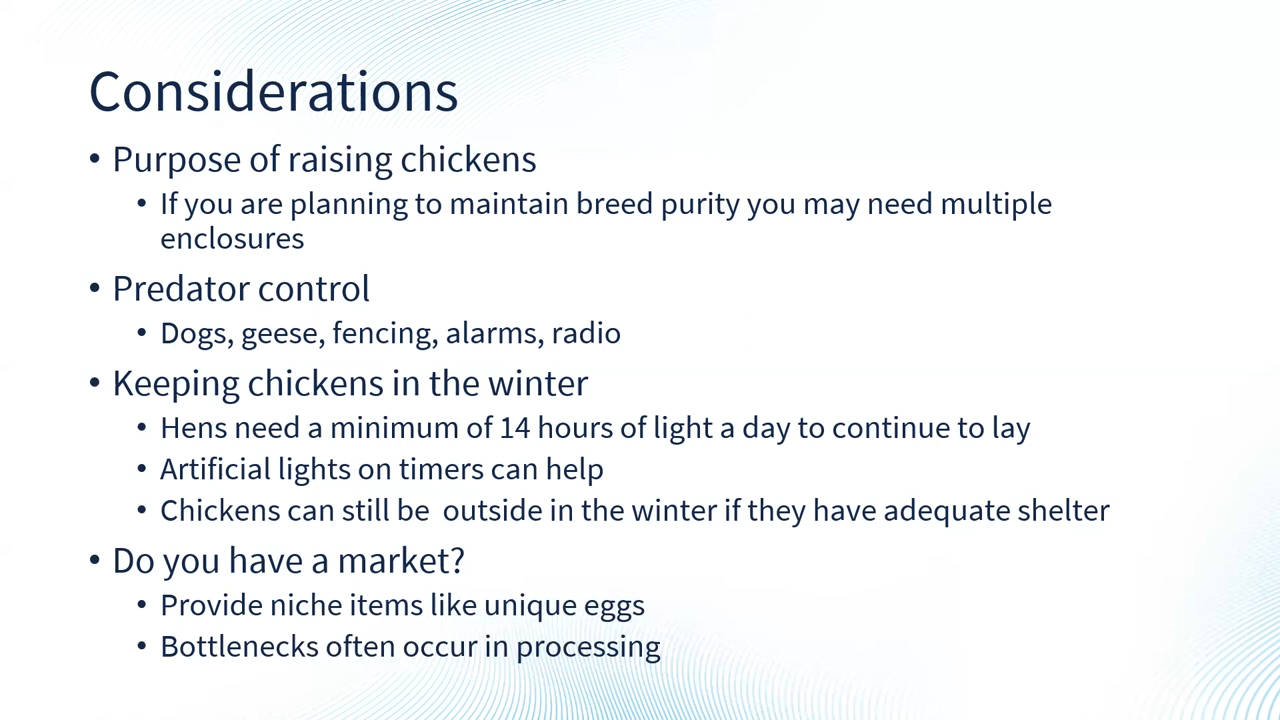 Considerations
• Purpose of raising chickens
• If you are planning to maintain breed purity you may need multiple
enclosures
• Predator control
• Dogs, geese, fencing, alarms, radio
• Keeping chickens in the winter
• Hens need a minimum of 14 hours of light a day to continue to lay
• Artificial lights on timers can help
• Chickens can still be  outside in the winter if they have adequate shelter
• Do you have a market?
• Provide niche items like unique eggs
• Bottlenecks often occur in processing